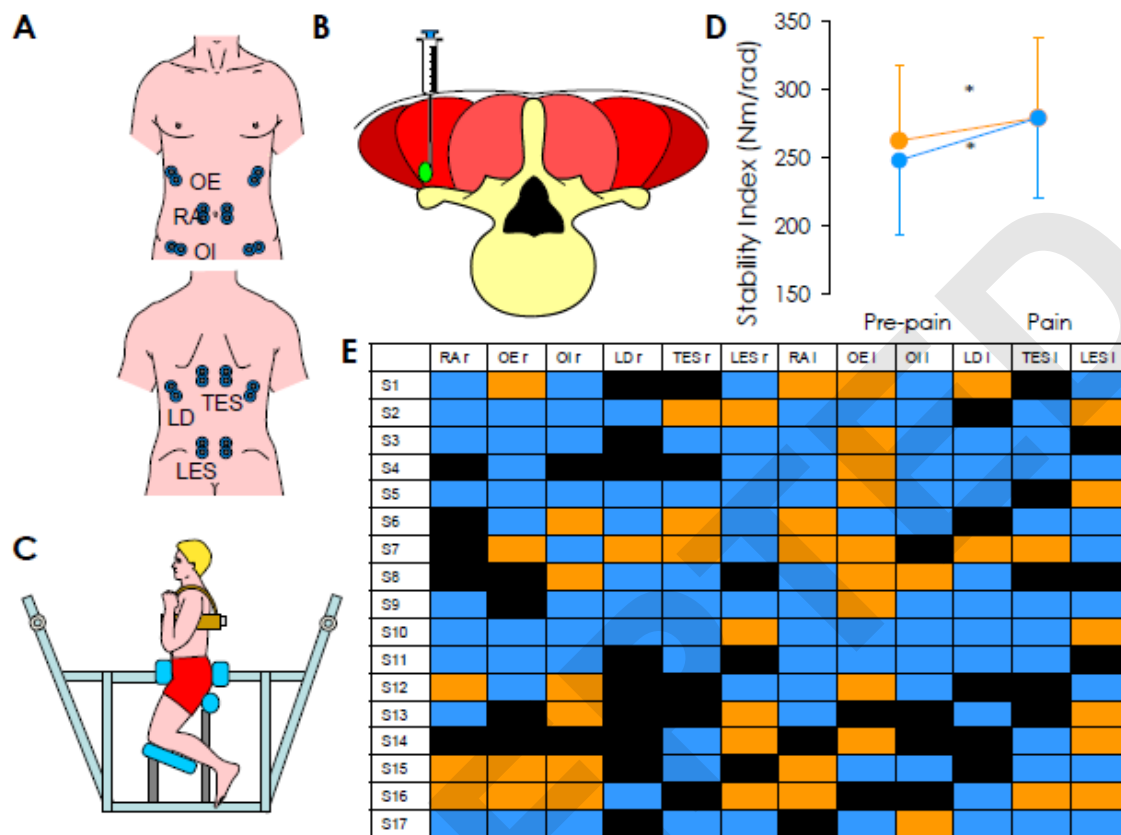 A
OE
RA
OI
LD
TES
LES
B
C
D
Stability Index (Nm/rad)
350
300
250
200
150
*
*
Pre-pain
Pain
E
RA r OE r OI r LD r TES r LES r RA l OE l OI l LD l TES l LES l
S1
S2
S3
S4
S5
S6
S7
S8
S9
S10
S11
S12
S13
S14
S15
S16
S17
EPTED